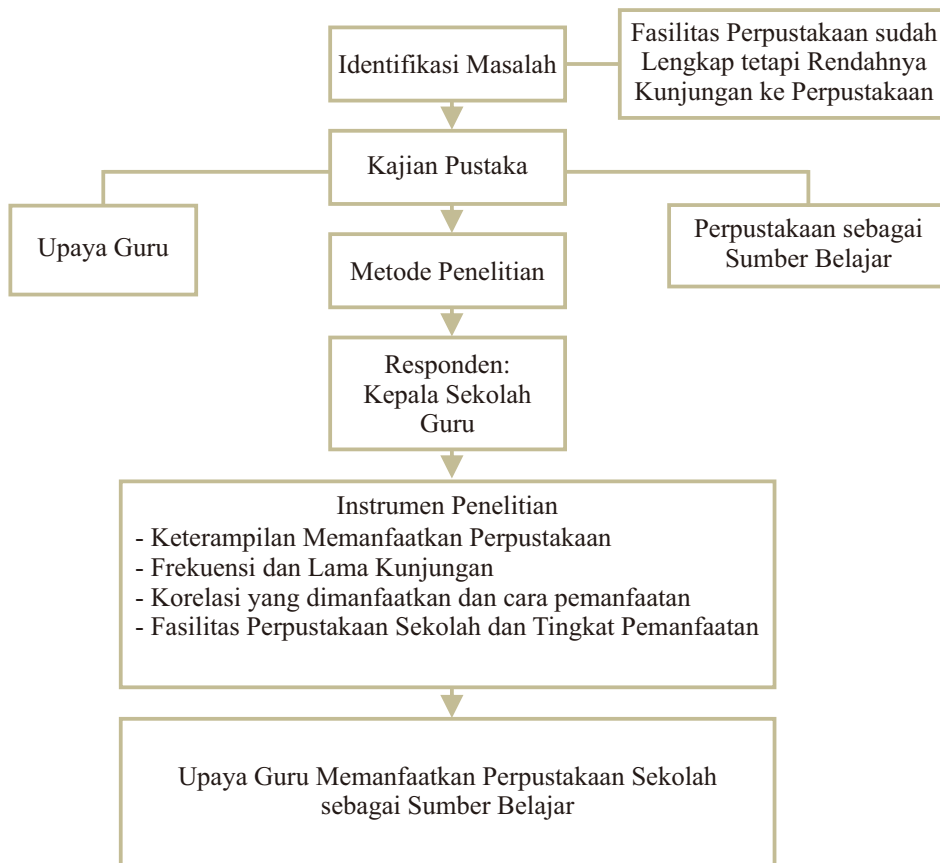 Identifikasi Masalah
Fasilitas Perpustakaan sudah
Lengkap tetapi Rendahnya
Kunjungan ke Perpustakaan
Kajian Pustaka
Upaya Guru
Perpustakaan sebagai
Sumber Belajar
Metode Penelitian
Responden:
Kepala Sekolah
Guru
Instrumen Penelitian
- Keterampilan Memanfaatkan Perpustakaan
- Frekuensi dan Lama Kunjungan
- Korelasi yang dimanfaatkan dan cara pemanfaatan
- Fasilitas Perpustakaan Sekolah dan Tingkat Pemanfaatan
Upaya Guru Memanfaatkan Perpustakaan Sekolah
sebagai Sumber Belajar